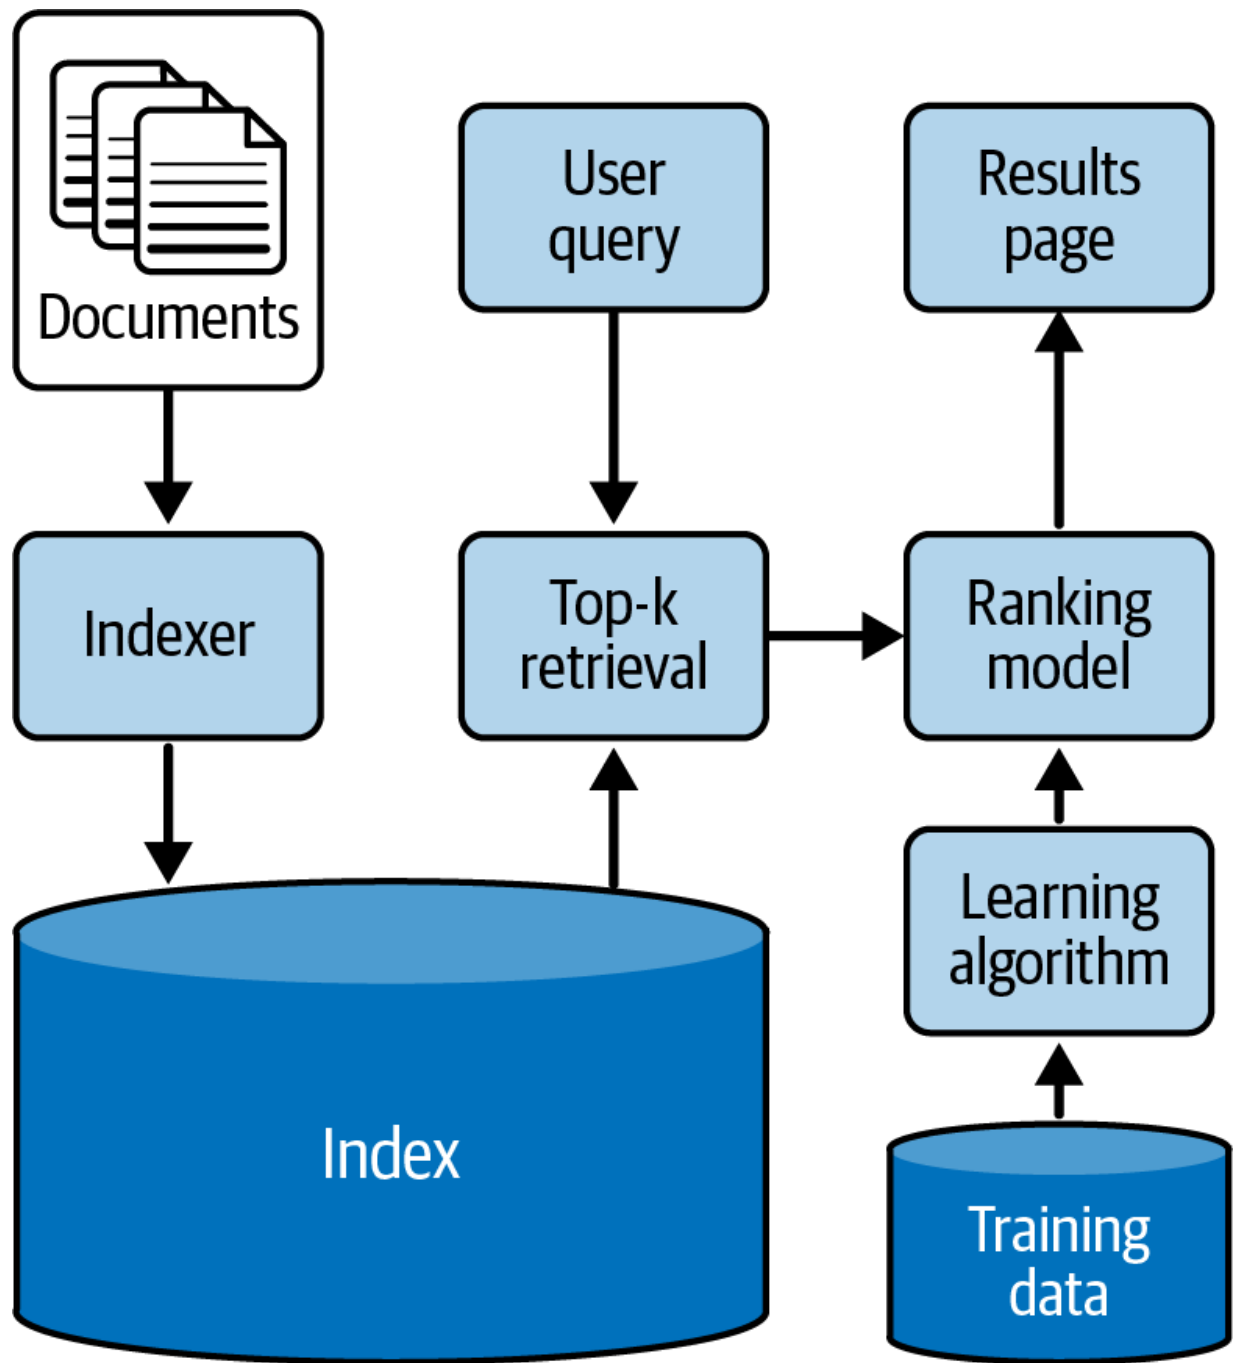 Documents
User
query
Results
page
Indexer
Top-k
retrieval
Ranking
model
Learning
algorithm
Index
Training
data